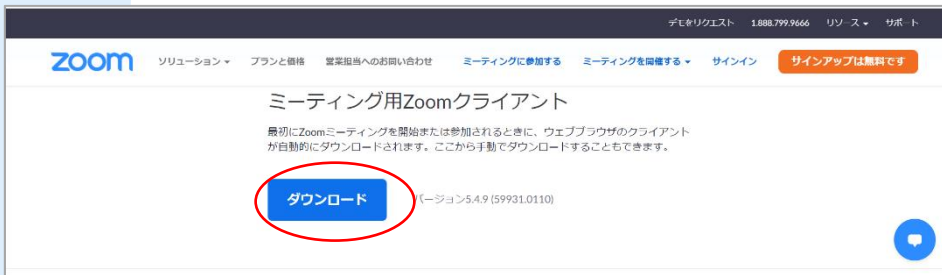 デモをリクエスト 1.888.799.9666 リソース サポート
zoom ソリューション プランと価格 営業担当へのお問い合わせ ミーティングに参加する ミーティングを開催する サインイン サインアップは無料です
ミーティング用Zoomクライアント
最初にZoomミーティングを開始または参加されるときに、ウェブブラウザのクライアント
が自動的にダウンロードされます。ここから手動でダウンロードすることもできます。
ダウンロード バージョン5.4.9 (59931.0110)